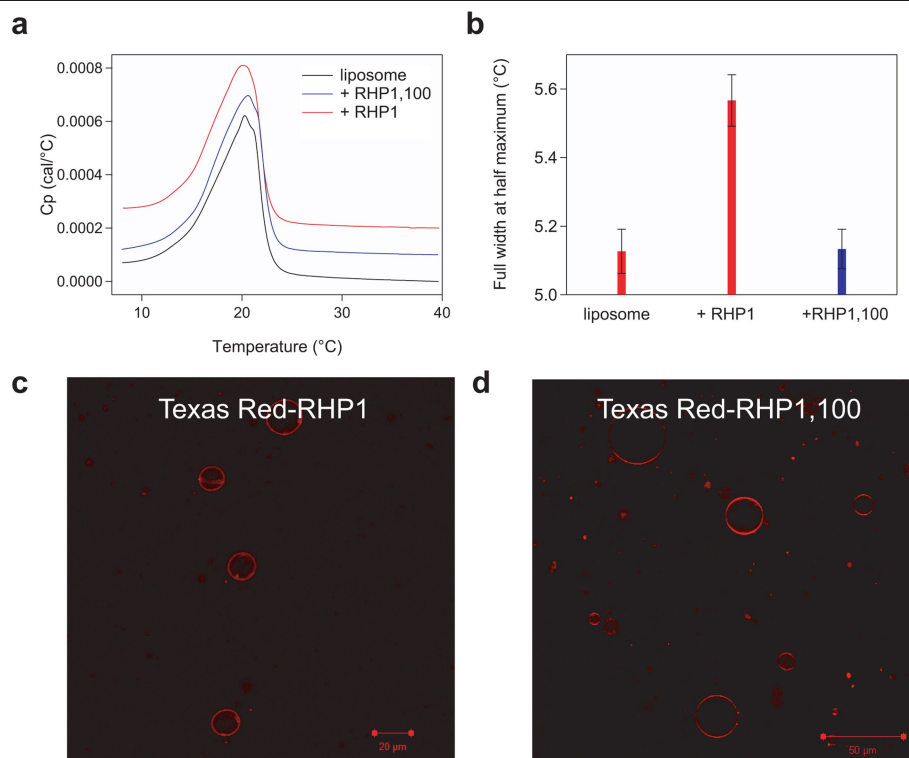 a
0.0008
0.0006
0.0004
0.0002
0.0000
Cp (cal/°C)
liposome
+ RHP1,100
+ RHP1
10
20
30
40
Temperature (°C)
b
5.6
5.4
5.2
5.0
Full width at half maximum (°C)
liposome
+ RHP1
+RHP1,100
c
Texas Red-RHP1
20 µm
d
Texas Red-RHP1,100
50 µm